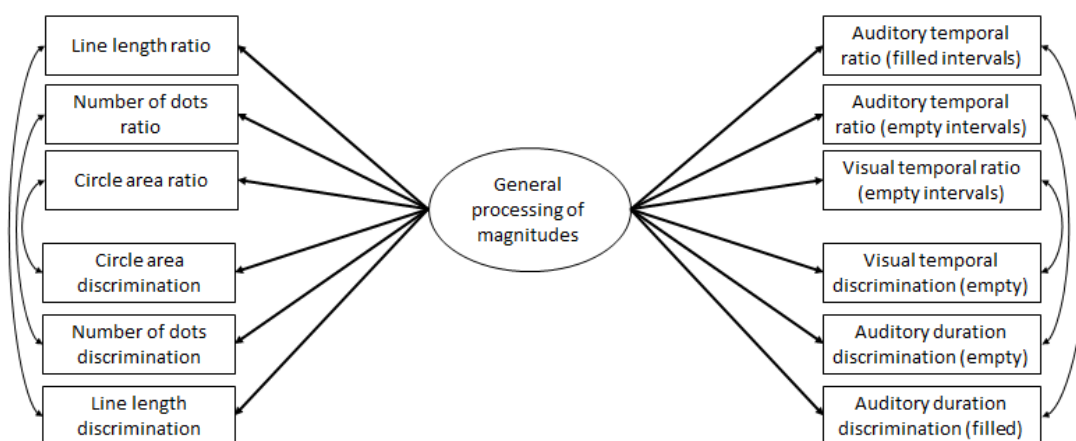 Line length ratio
Number of dots
ratio
Circle area ratio
Circle area
discrimination
Number of dots
discrimination
Line length
discrimination
General
processing of
magnitudes
Auditory temporal
ratio (filled intervals)
Auditory temporal
ratio (empty intervals)
Visual temporal ratio
(empty intervals)
Visual temporal
discrimination (empty)
Auditory duration
discrimination (empty)
Auditory duration
discrimination (filled)